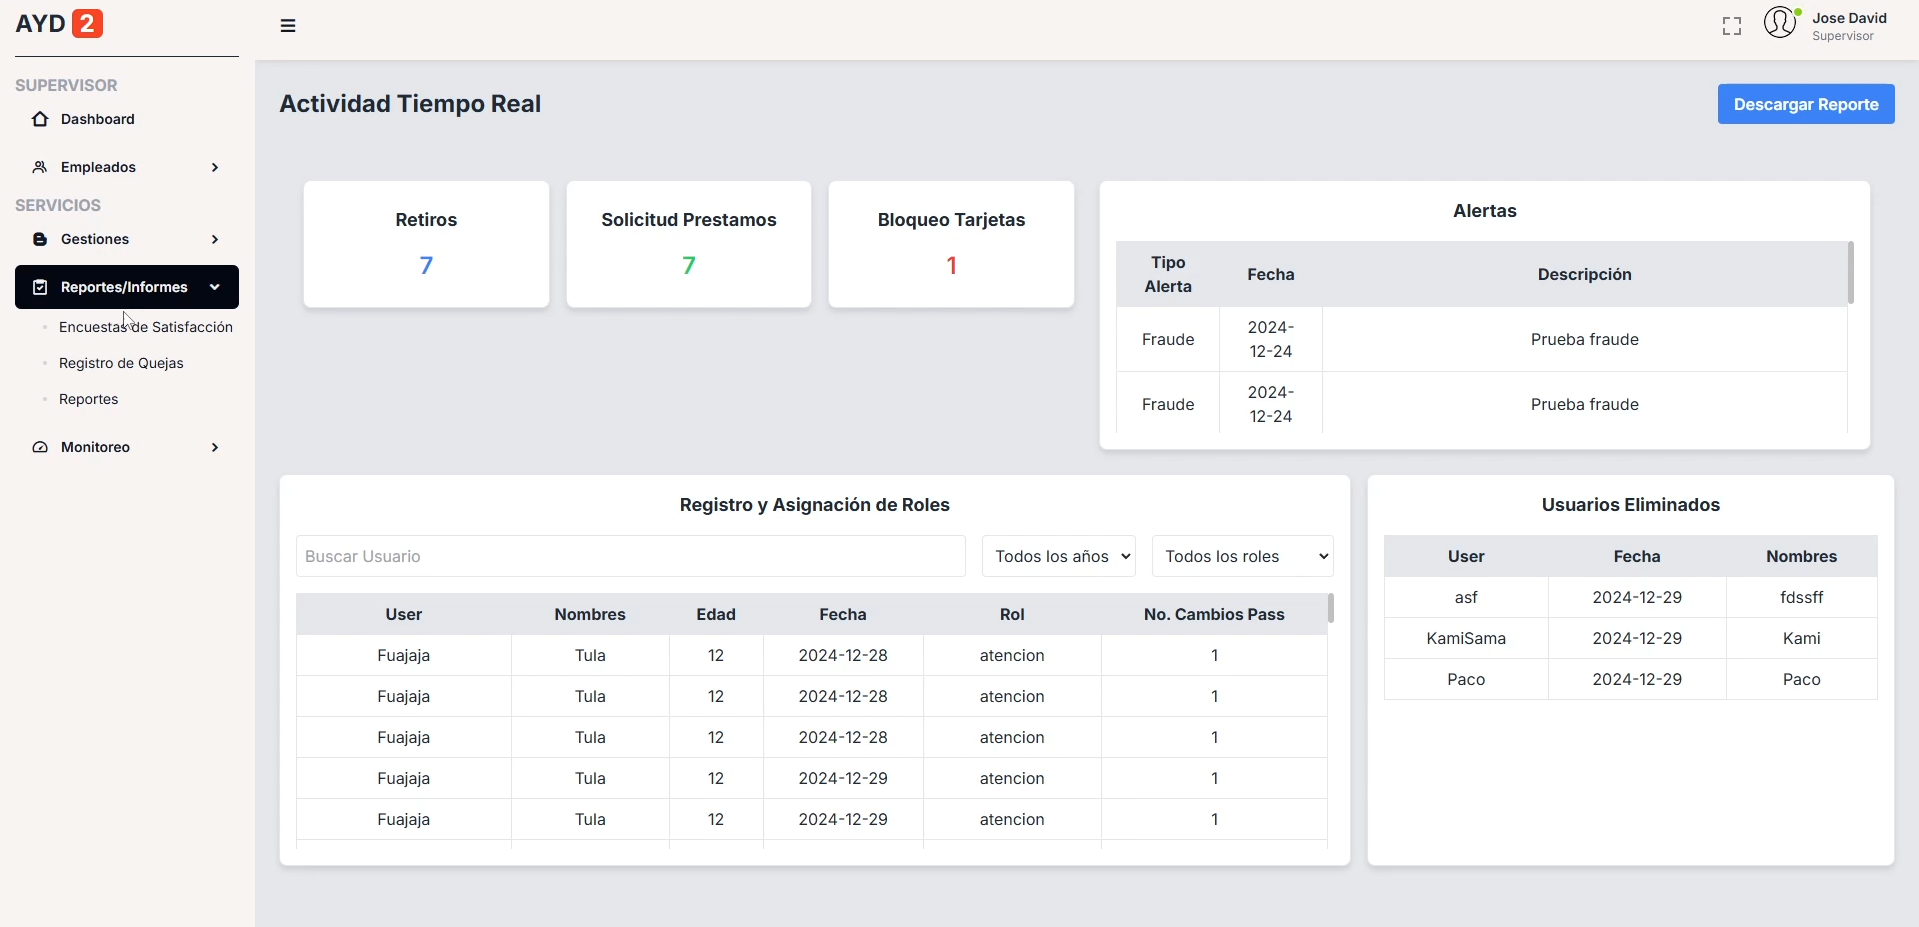 AYD 2
SUPERVISOR
Dashboard
Empleados
SERVICIOS
Gestiones
Reportes/Informes
Encuestas de Satisfacción
Registro de Quejas
Reportes
Monitoreo
Jose David
Supervisor
Actividad Tiempo Real
Descargar Reporte
Retiros
7
Solicitud Prestamos
7
Bloqueo Tarjetas
1
Alertas
Tipo Alerta Fecha Descripción
Fraude 2024-12-24 Prueba fraude
Fraude 2024-12-24 Prueba fraude
Registro y Asignación de Roles
Buscar Usuario Todos los años Todos los roles
User Nombres Edad Fecha Rol No. Cambios Pass
Fuajaja Tula 12 2024-12-28 atencion 1
Fuajaja Tula 12 2024-12-28 atencion 1
Fuajaja Tula 12 2024-12-28 atencion 1
Fuajaja Tula 12 2024-12-29 atencion 1
Fuajaja Tula 12 2024-12-29 atencion 1
Usuarios Eliminados
User Fecha Nombres
asf 2024-12-29 fdssff
KamiSama 2024-12-29 Kami
Paco 2024-12-29 Paco